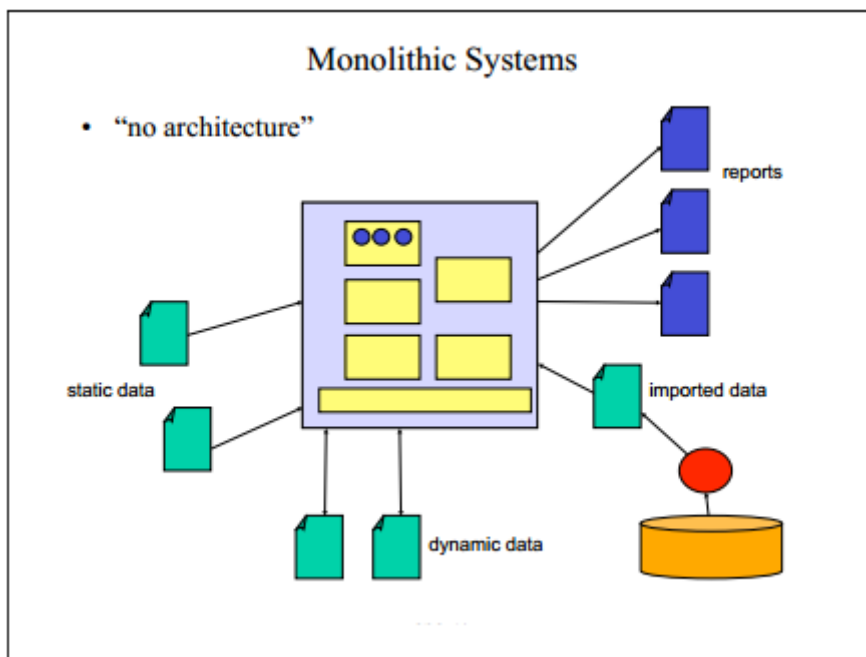 Monolithic Systems
• “no architecture”
reports
static data
imported data
dynamic data